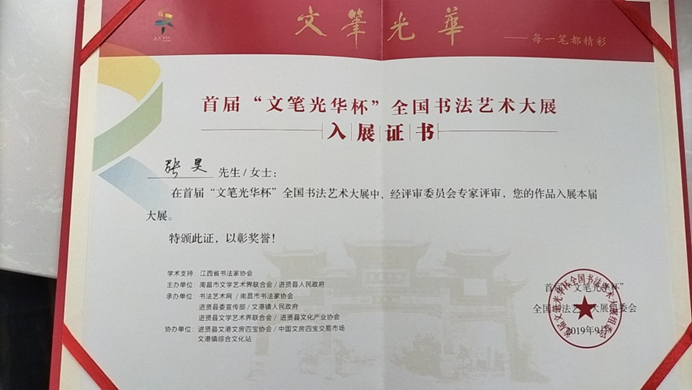 文筆光華
——每一笔都精彩
首届“文笔光华杯”全国书法艺术大展
入展证书
张昊 先生/女士：
在首届“文笔光华杯”全国书法艺术大展中，经评审委员会专家评审，您的作品入展本届
大展。
特颁此证，以彰奖誉！
学术支持：江西省书法家协会
主办单位：南昌市文学艺术界联合会/进贤县人民政府
承办单位：书法艺术网/南昌市书法家协会
进贤县委宣传部/文港镇人民政府
进贤县文学艺术界联合会/进贤县文化产业协会
协办单位：进贤县文港文房四宝协会/中国文房四宝交易市场
文港镇综合文化站
首届“文笔光华杯”
全国书法艺术大展组委会
2019年9月